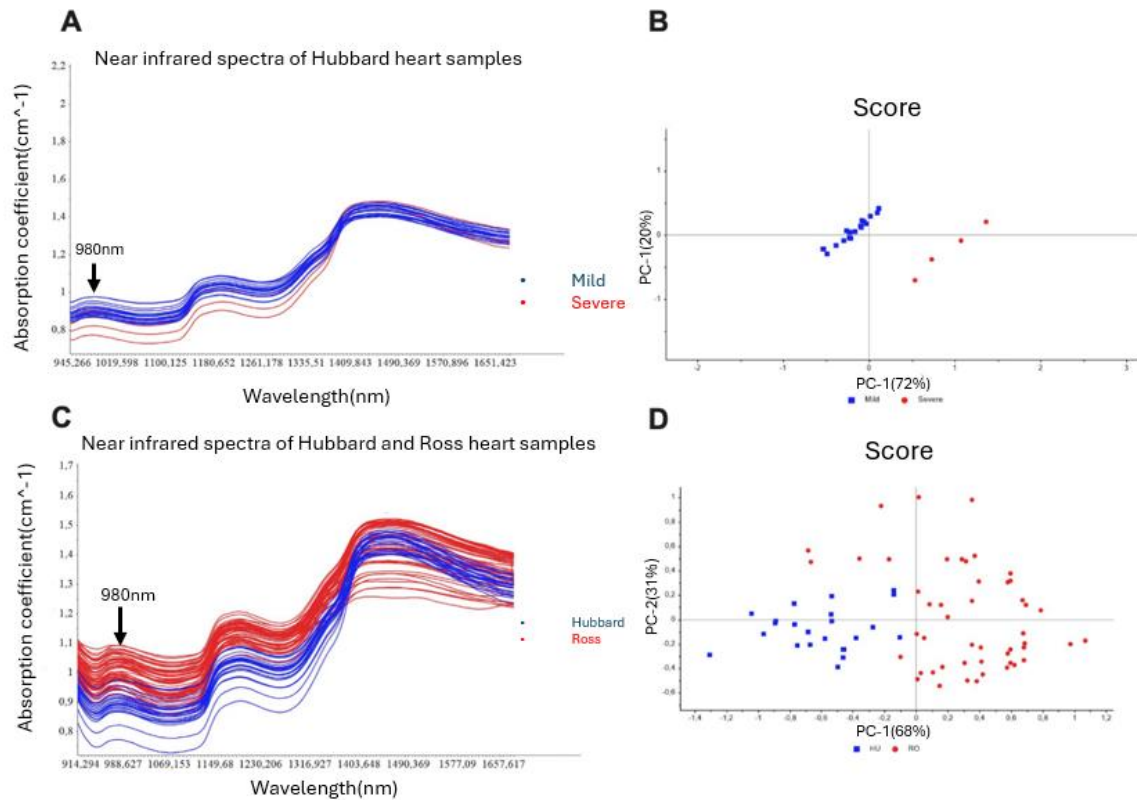 A
Near infrared spectra of Hubbard heart samples
Absorption coefficient(cm^-1)
2,2
2
1,8
1,6
1,4
1,2
1
0,8
980nm
945,266 1019,598 1100,125 1180,652 1261,178 1335,51 1409,843 1490,369 1570,896 1651,423
Wavelength(nm)
Mild
Severe
B
Score
PC-1(20%)
1
0
-1
-2 -1 0 1 2 3
PC-1(72%)
Mild Severe
C
Near infrared spectra of Hubbard and Ross heart samples
Absorption coefficient(cm^-1)
1,7
1,6
1,5
1,4
1,3
1,2
1,1
1
0,9
0,8
980nm
914,294 988,627 1069,153 1149,68 1230,206 1316,927 1403,648 1490,369 1577,09 1657,617
Wavelength(nm)
Hubbard
Ross
D
Score
PC-2(31%)
1
0,8
0,6
0,4
0,2
0
-0,2
-0,4
-0,6
-1,4 -1,2 -1 -0,8 -0,6 -0,4 -0,2 0 0,2 0,4 0,6 0,8 1 1,2
PC-1(68%)
HU RO